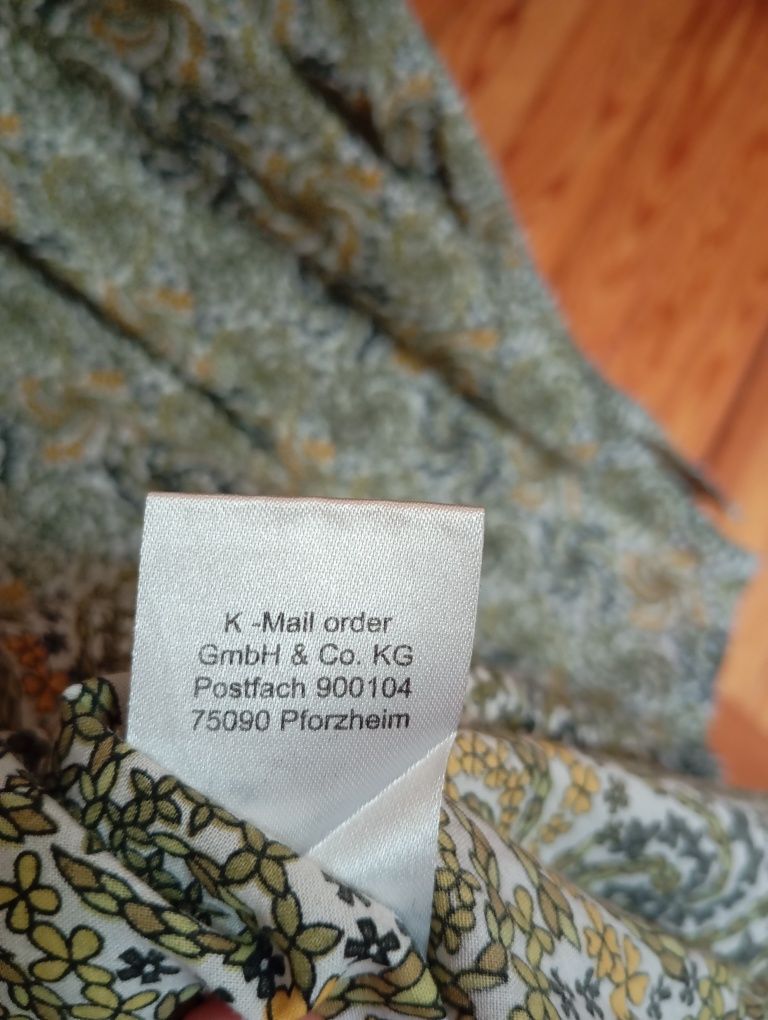 K -Mail order
GmbH & Co. KG
Postfach 900104
75090 Pforzheim